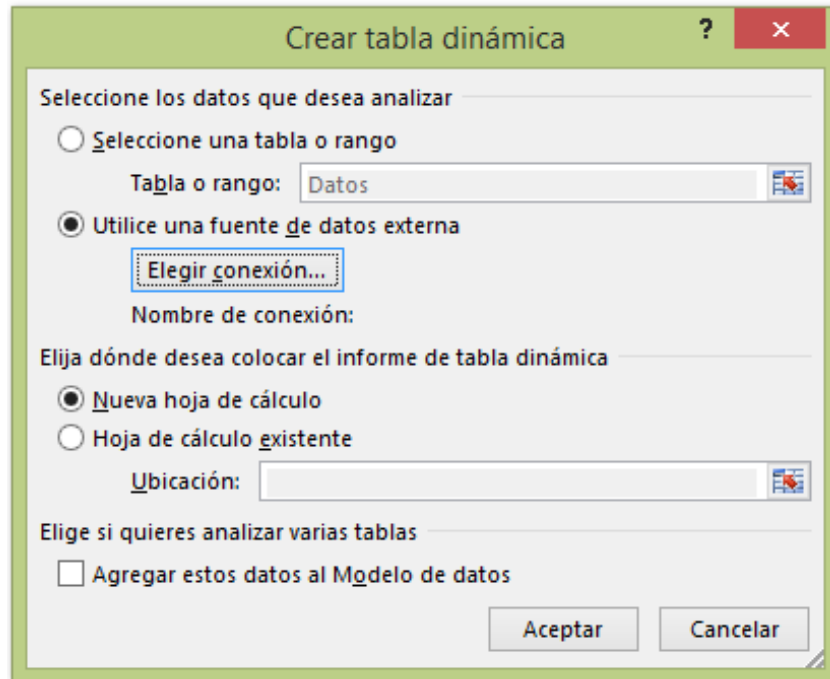 Crear tabla dinámica
?
Seleccione los datos que desea analizar
Seleccione una tabla o rango
Tabla o rango: Datos
Utilice una fuente de datos externa
Elegir conexión...
Nombre de conexión:
Elija dónde desea colocar el informe de tabla dinámica
Nueva hoja de cálculo
Hoja de cálculo existente
Ubicación:
Elige si quieres analizar varias tablas
Agregar estos datos al Modelo de datos
Aceptar Cancelar